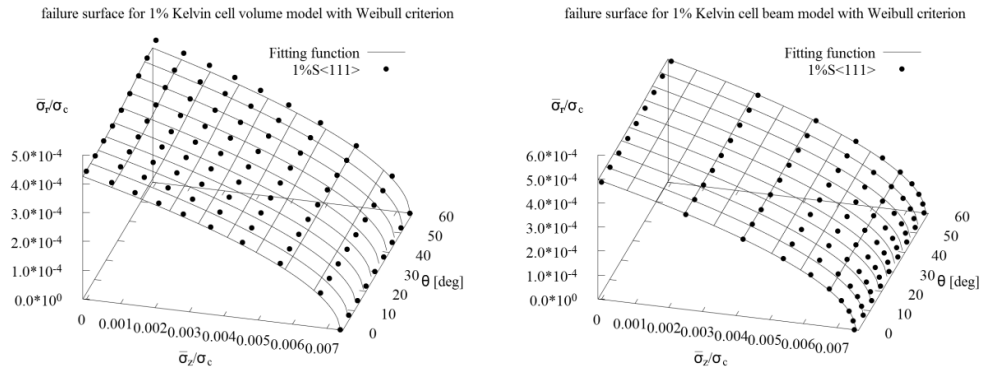 failure surface for 1% Kelvin cell volume model with Weibull criterion
Fitting function
1%S<111>
σ̅r/σc
5.0*10⁻⁴
4.0*10⁻⁴
3.0*10⁻⁴
2.0*10⁻⁴
1.0*10⁻⁴
0.0*10⁰
0 0.001 0.002 0.003 0.004 0.005 0.006 0.007
σ̅z/σc
60
50
40
30
20
10
0
θ [deg]
failure surface for 1% Kelvin cell beam model with Weibull criterion
Fitting function
1%S<111>
σ̅r/σc
6.0*10⁻⁴
5.0*10⁻⁴
4.0*10⁻⁴
3.0*10⁻⁴
2.0*10⁻⁴
1.0*10⁻⁴
0.0*10⁰
0 0.001 0.002 0.003 0.004 0.005 0.006 0.007
σ̅z/σc
60
50
40
30
20
10
0
θ [deg]